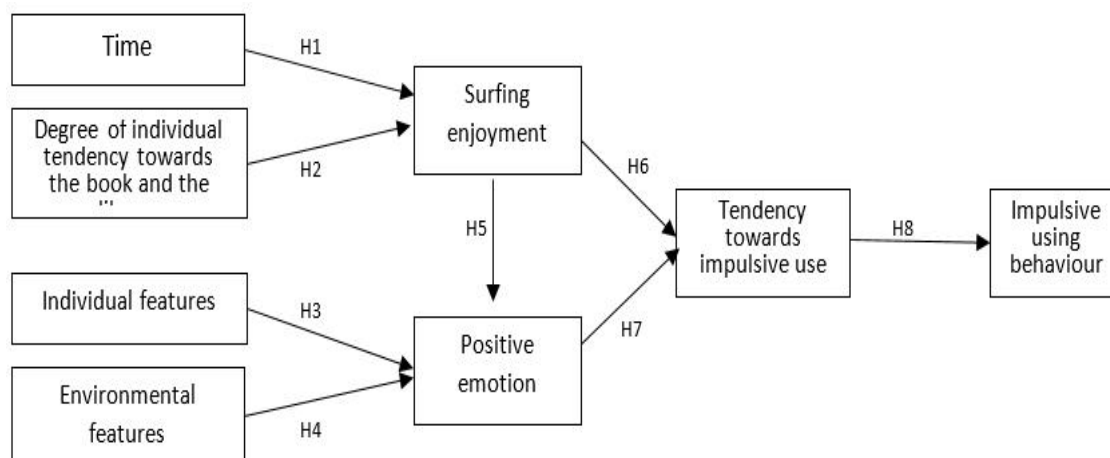 Time
H1
Degree of individual
tendency towards
the book and the
H2
Surfing
enjoyment
H5
H6
Individual features
H3
Environmental
features
H4
Positive
emotion
H7
Tendency
towards
impulsive use
H8
Impulsive
using
behaviour